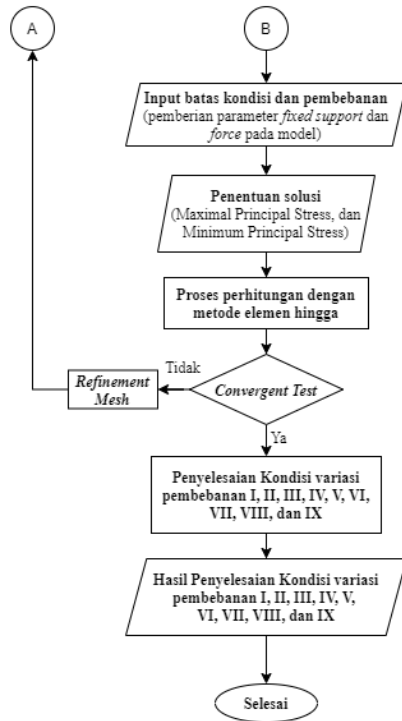 A
B
Input batas kondisi dan pembebanan
(pemberian parameter fixed support dan
force pada model)
Penentuan solusi
(Maximal Principal Stress, dan
Minimum Principal Stress)
Proses perhitungan dengan
metode elemen hingga
Tidak
Refinement
Mesh
Convergent Test
Ya
Penyelesaian Kondisi variasi
pembebanan I, II, III, IV, V, VI,
VII, VIII, dan IX
Hasil Penyelesaian Kondisi variasi
pembebanan I, II, III, IV, V,
VI, VII, VIII, dan IX
Selesai